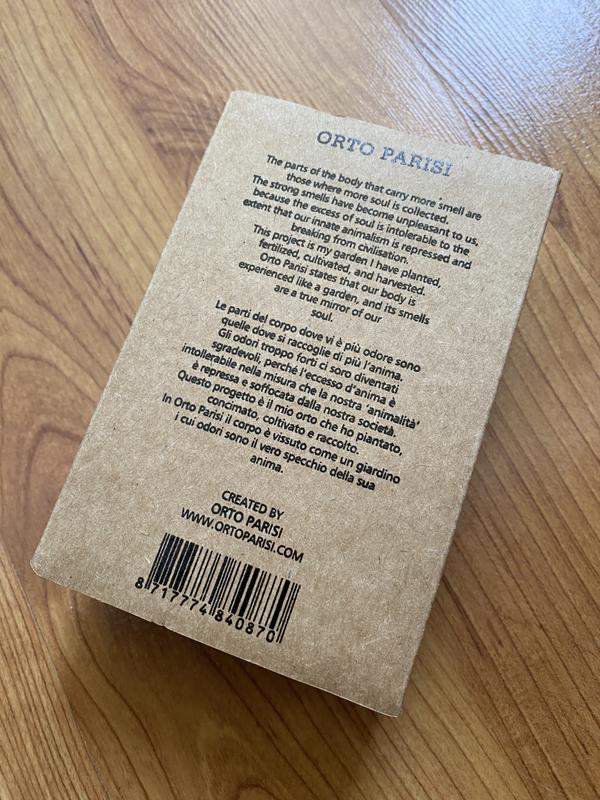 ORTO PARISI
The parts of the body that carry more smell are
those where more soul is collected.
The strong smells have become unpleasant to us,
because the excess of soul is intolerable to the
extent that our innate animalism is repressed and
breaking from civilisation.
This project is my garden I have planted,
fertilized, cultivated, and harvested.
Orto Parisi states that our body is
experienced like a garden, and its smells
are a true mirror of our
soul.
Le parti del corpo dove vi è più odore sono
quelle dove si raccoglie di più l'anima.
Gli odori troppo forti ci soro diventati
sgradevoli, perché l'eccesso d'anima è
intollerabile nella misura che la nostra 'animalità'
è repressa e soffocata dalla nostra società.
Questo progetto è il mio orto che ho piantato,
concimato, coltivato e raccolto.
In Orto Parisi il corpo è vissuto come un giardino
i cui odori sono il vero specchio della sua
anima.
CREATED BY
ORTO PARISI
WWW.ORTOPARISI.COM
8 717774 840870